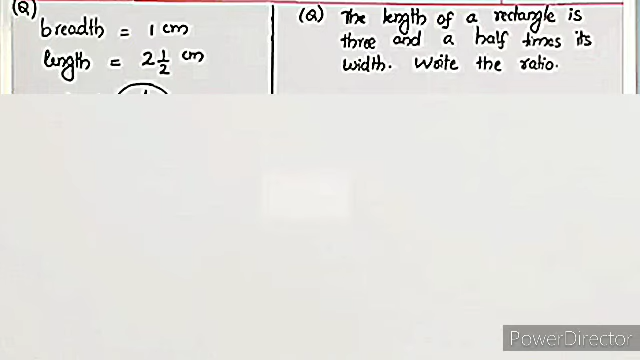 (Q)
breadth = 1 cm
length = 2 1/2 cm
(Q) The length of a rectangle is
three and a half times its
width. Write the ratio.
PowerDirector